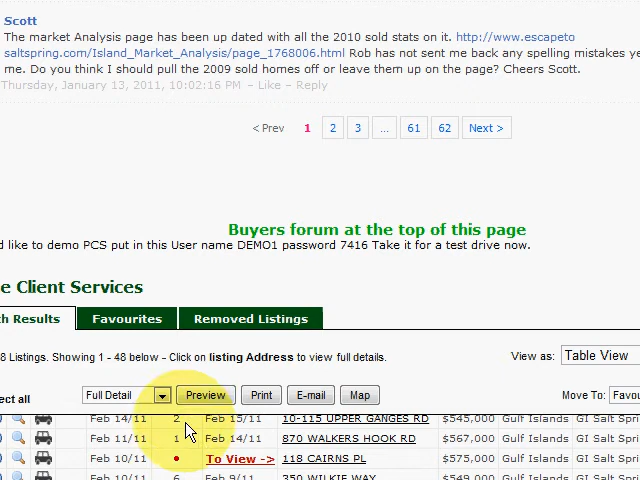 Scott
The market Analysis page has been up dated with all the 2010 sold stats on it. http://www.escapeto
saltspring.com/Island_Market_Analysis/page_1768006.html Rob has not sent me back any spelling mistakes ye
me. Do you think I should pull the 2009 sold homes off or leave them up on the page? Cheers Scott.
Thursday, January 13, 2011, 10:02:16 PM – Like – Reply
< Prev 1 2 3 ... 61 62 Next >
Buyers forum at the top of this page
d like to demo PCS put in this User name DEMO1 password 7416 Take it for a test drive now.
e Client Services
ch Results Favourites Removed Listings
8 Listings. Showing 1 - 48 below - Click on listing Address to view full details. View as: Table View
ect all Full Detail Preview Print E-mail Map Move To: Favou
Feb 14/11 2 Feb 15/11 10-115 UPPER GANGES RD $545,000 Gulf Islands GI Salt Spri
Feb 11/11 1 Feb 14/11 870 WALKERS HOOK RD $567,000 Gulf Islands GI Salt Spri
Feb 10/11 • To View -> 118 CAIRNS PL $575,000 Gulf Islands GI Salt Spri
Feb 10/11 6 Feb 9/11 350 WILKIE WAY $549,000 Gulf Islands GI Salt Spri